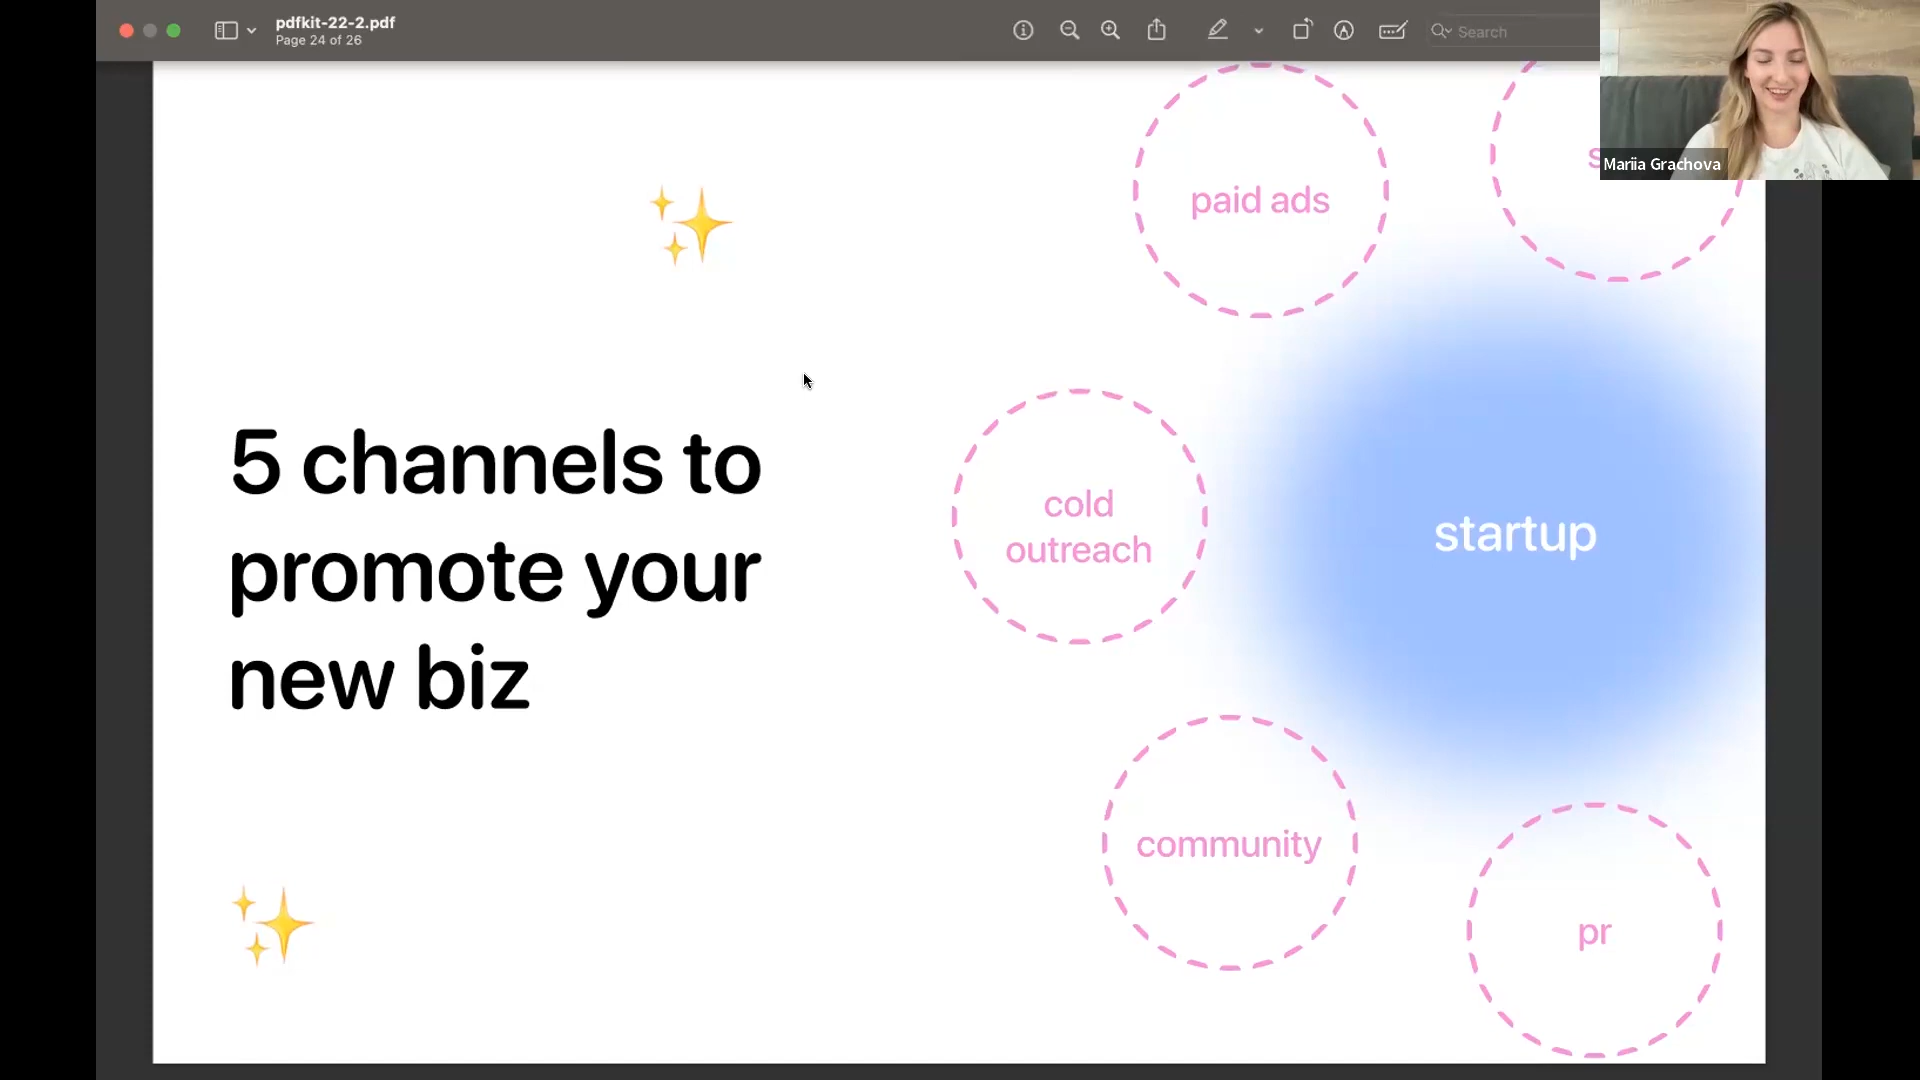 pdfkit-22-2.pdf
Page 24 of 26
Search
Mariia Grachova
paid ads
5 channels to
promote your
new biz
cold
outreach
startup
community
pr